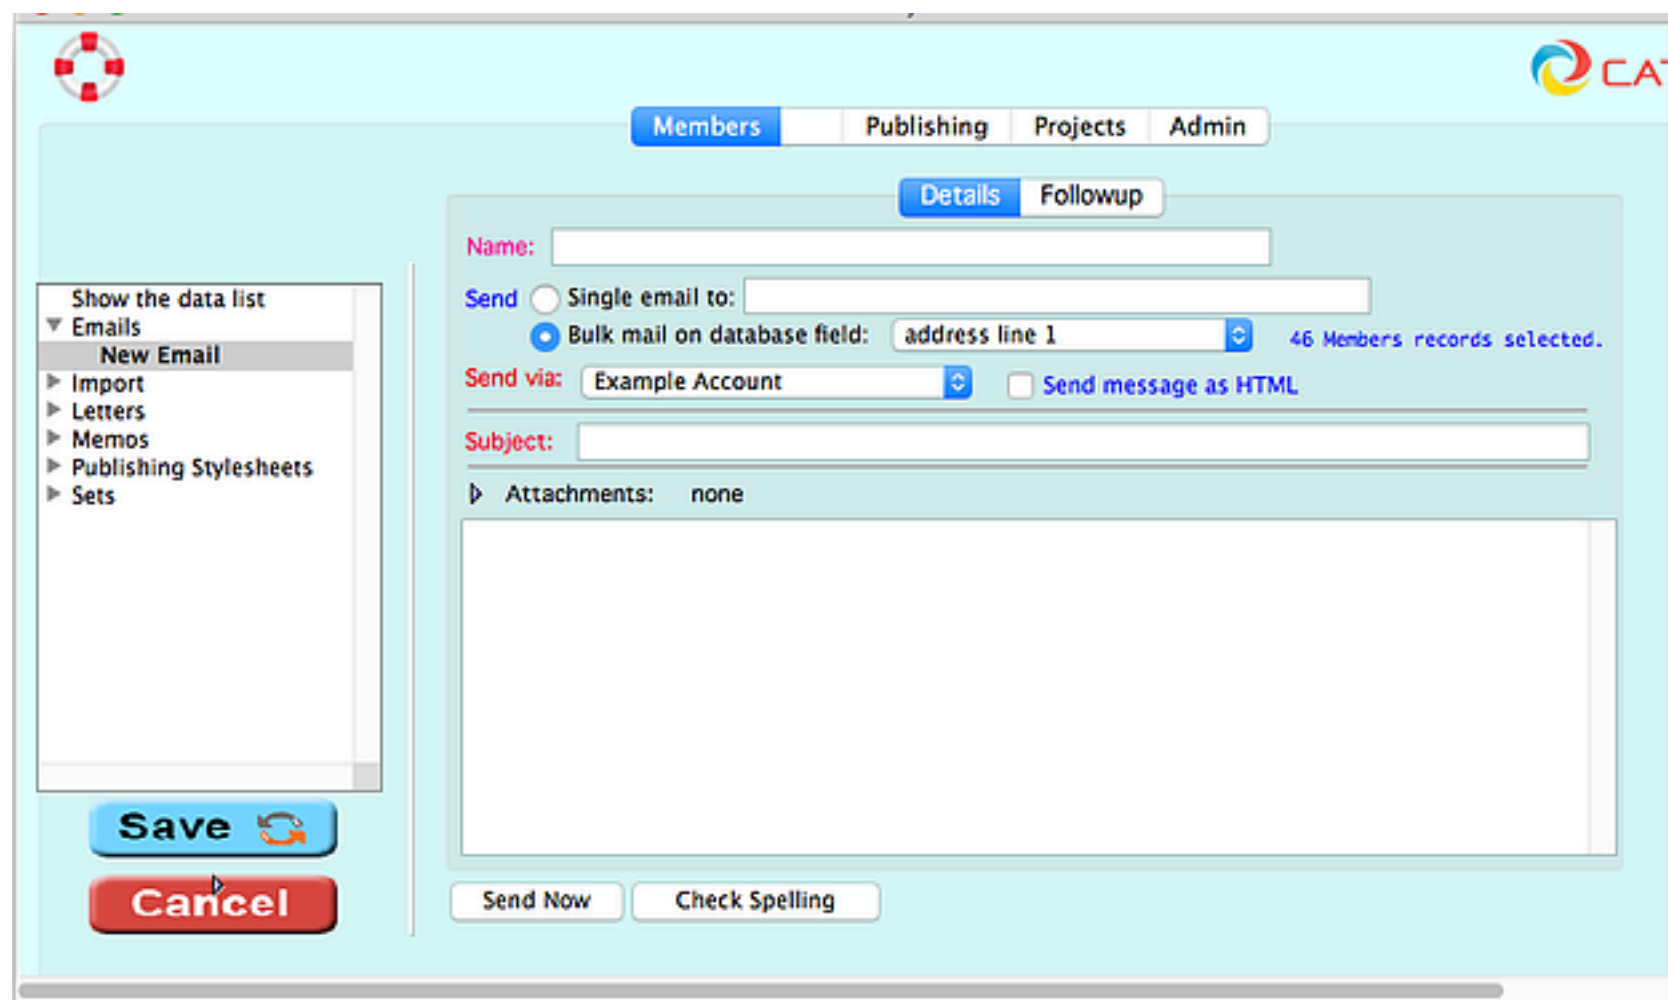 CAT
Members Publishing Projects Admin
Details Followup
Name:
Send Single email to:
Bulk mail on database field: address line 1 46 Members records selected.
Send via: Example Account Send message as HTML
Subject:
Attachments: none
Show the data list
Emails
New Email
Import
Letters
Memos
Publishing Stylesheets
Sets
Save
Cancel
Send Now Check Spelling